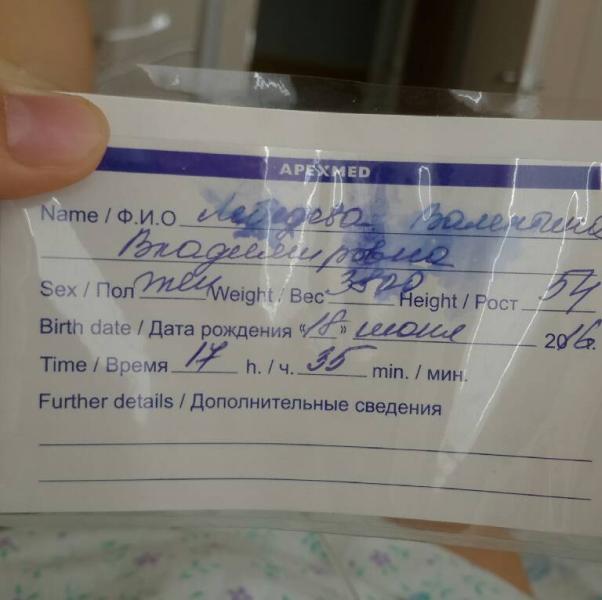 APEXMED
Name / Ф.И.О Лебедева Валентина
Владимировна
Sex / Пол жен Weight / Вес 3500 Height / Рост 54
Birth date / Дата рождения «18» июня 2016.
Time / Время 17 h. / ч. 35 min. / мин.
Further details / Дополнительные сведения